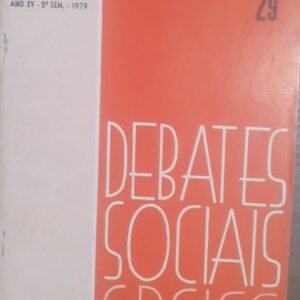 ANO XV - 2º SEM. - 1979
29
DEBATES
SOCIAIS